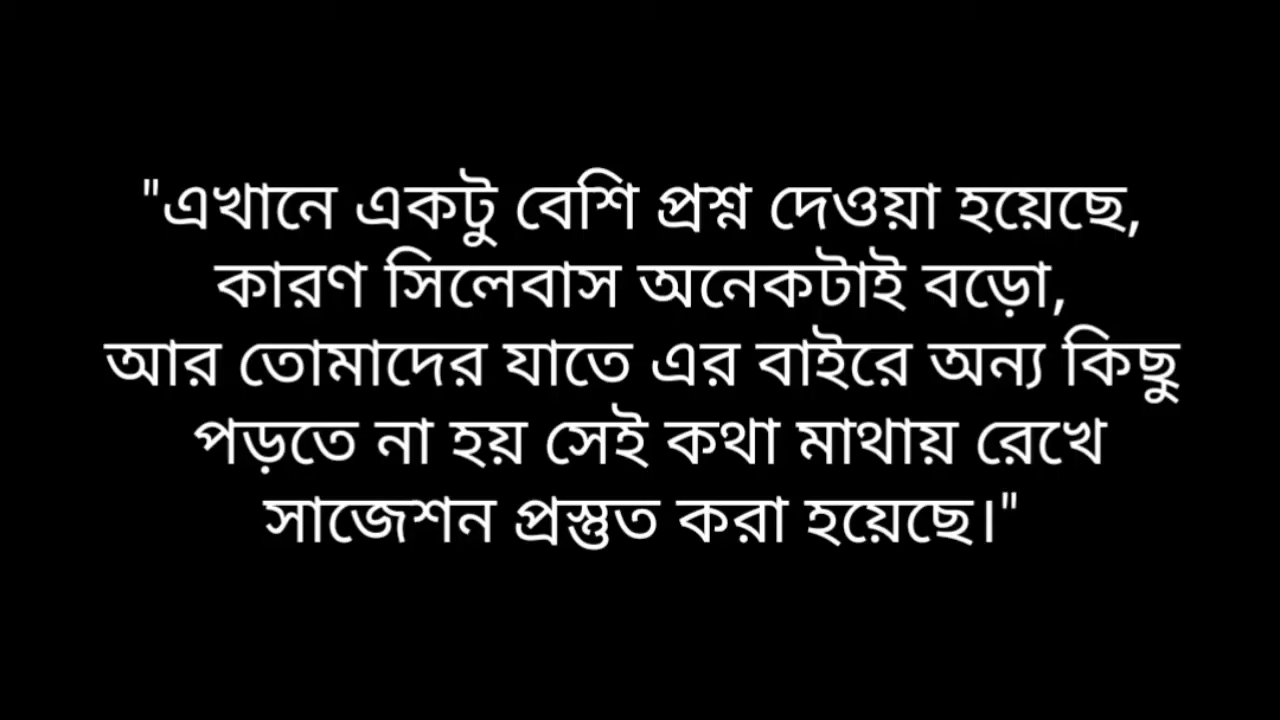 "এখানে একটু বেশি প্রশ্ন দেওয়া হয়েছে,
কারণ সিলেবাস অনেকটাই বড়ো,
আর তোমাদের যাতে এর বাইরে অন্য কিছু
পড়তে না হয় সেই কথা মাথায় রেখে
সাজেশন প্রস্তুত করা হয়েছে।"